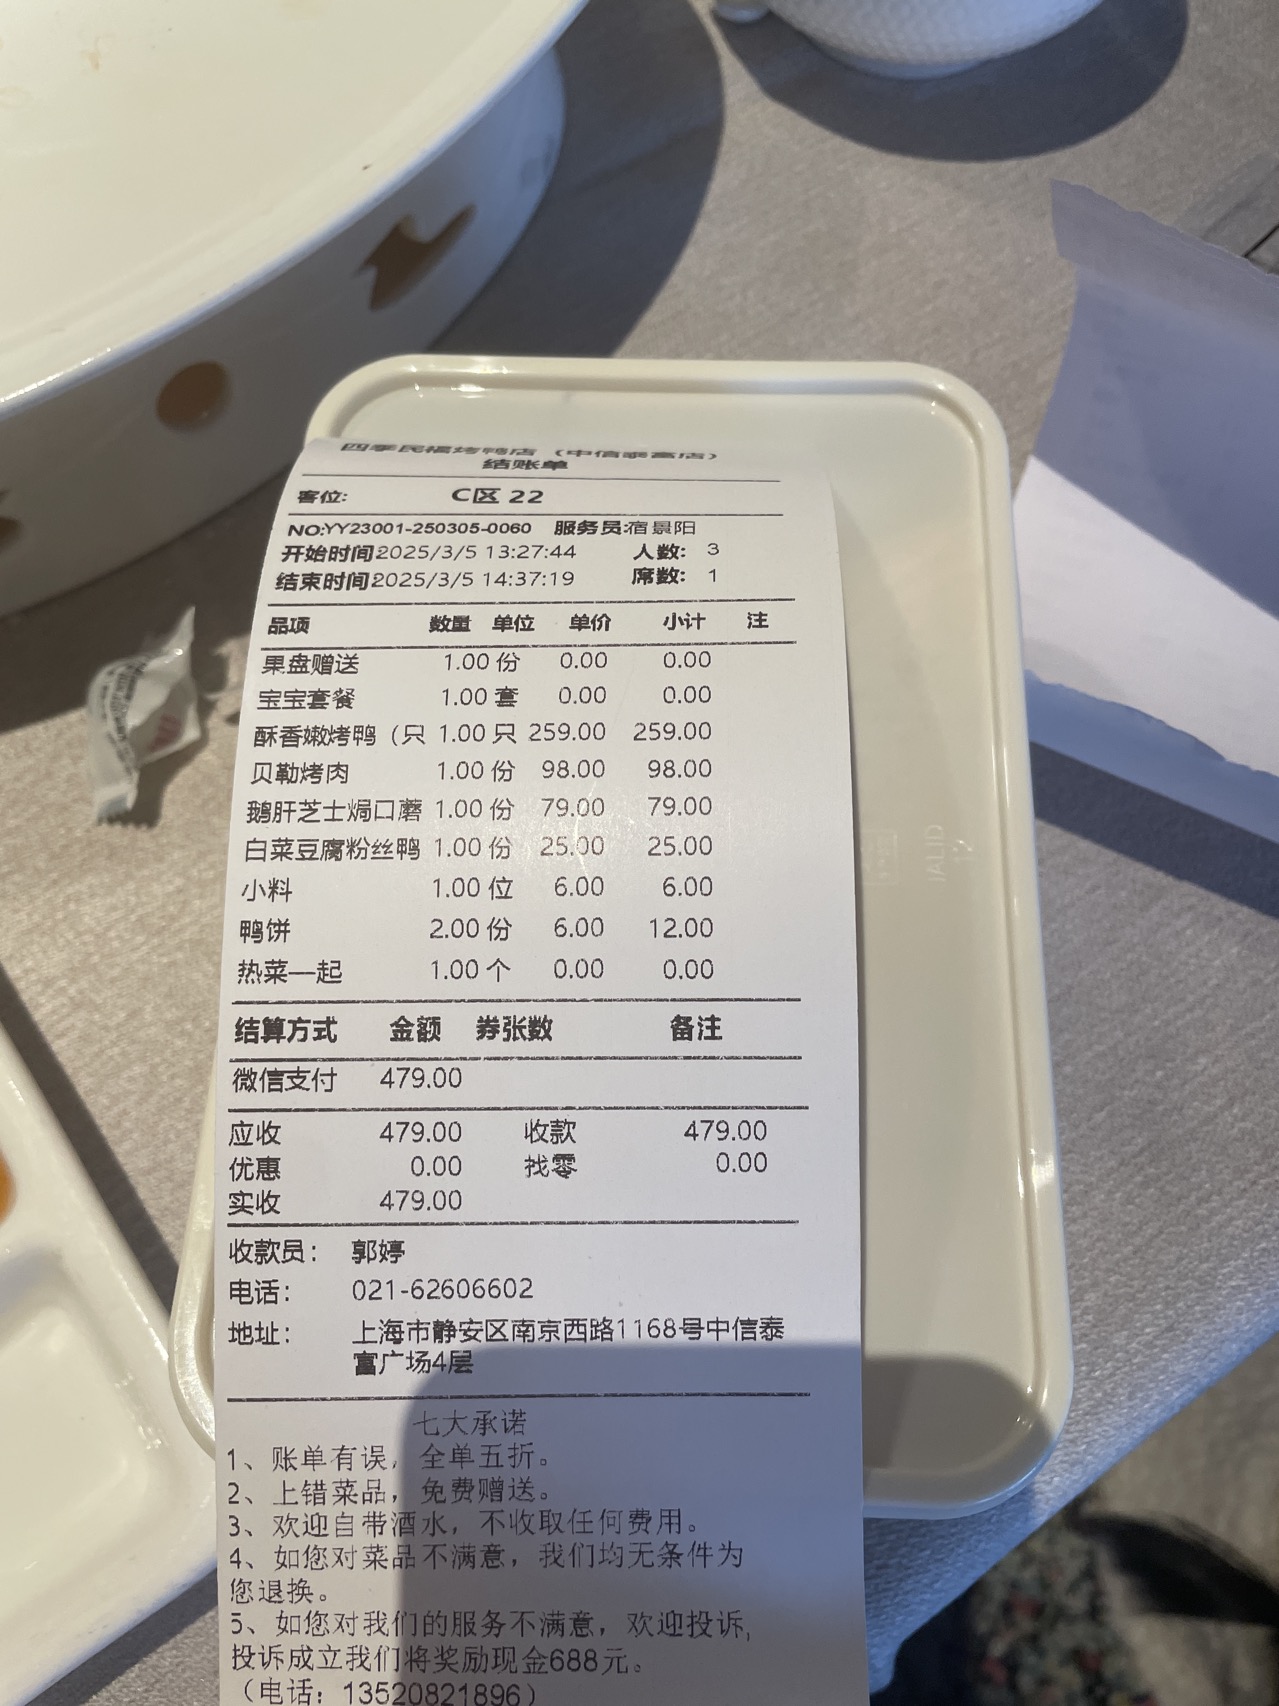 四季民福烤鸭店（中信泰富店）
结账单
客位: C区 22
NO:YY23001-250305-0060 服务员:宿景阳
开始时间2025/3/5 13:27:44 人数: 3
结束时间2025/3/5 14:37:19 席数: 1
品项 数量 单位 单价 小计 注
果盘赠送 1.00 份 0.00 0.00
宝宝套餐 1.00 套 0.00 0.00
酥香嫩烤鸭（只 1.00 只 259.00 259.00
贝勒烤肉 1.00 份 98.00 98.00
鹅肝芝士焗口蘑 1.00 份 79.00 79.00
白菜豆腐粉丝鸭 1.00 份 25.00 25.00
小料 1.00 位 6.00 6.00
鸭饼 2.00 份 6.00 12.00
热菜一起 1.00 个 0.00 0.00
结算方式 金额 券张数 备注
微信支付 479.00
应收 479.00 收款 479.00
优惠 0.00 找零 0.00
实收 479.00
收款员: 郭婷
电话: 021-62606602
地址: 上海市静安区南京西路1168号中信泰
富广场4层
七大承诺
1、账单有误，全单五折。
2、上错菜品，免费赠送。
3、欢迎自带酒水，不收取任何费用。
4、如您对菜品不满意，我们均无条件为
您退换。
5、如您对我们的服务不满意，欢迎投诉,
投诉成立我们将奖励现金688元。
（电话：13520821896）